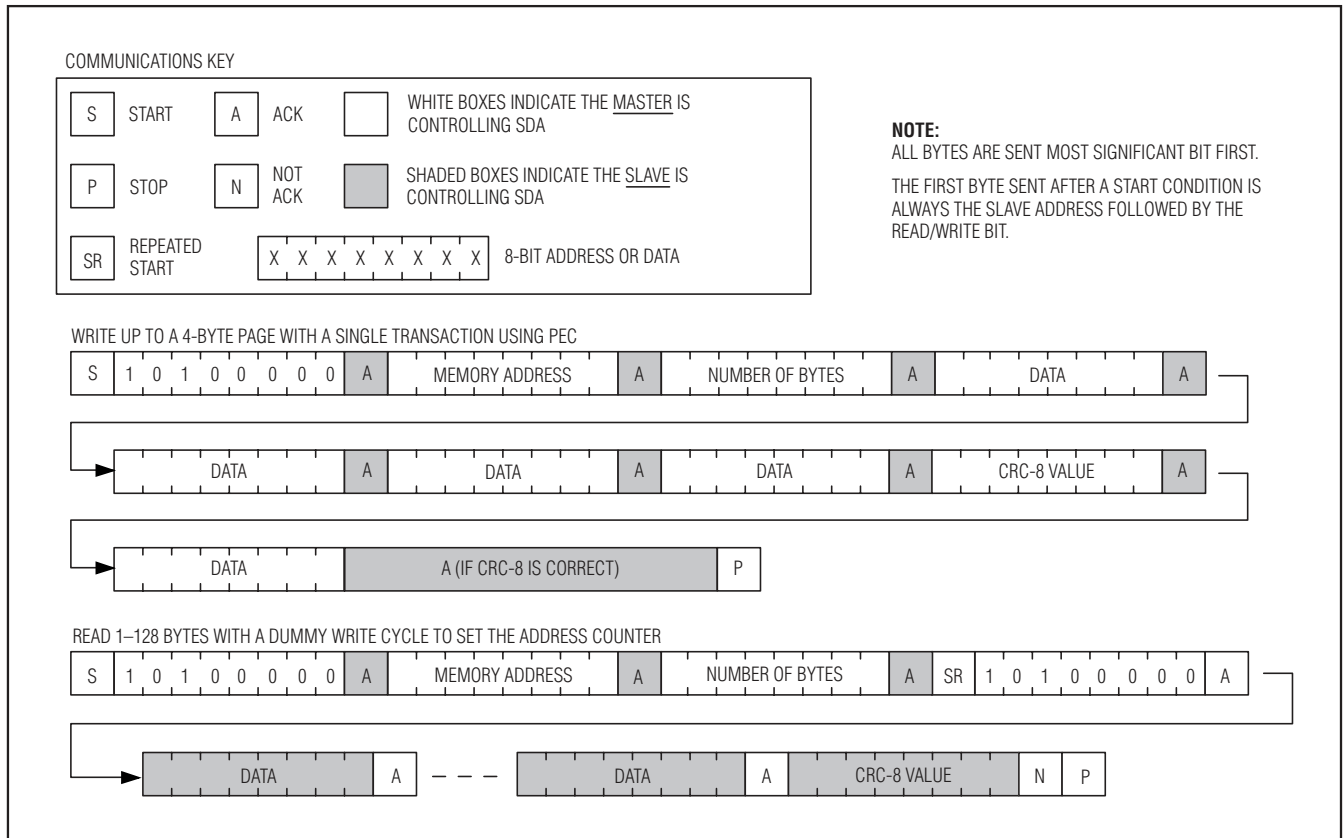 COMMUNICATIONS KEY
S START A ACK WHITE BOXES INDICATE THE MASTER IS CONTROLLING SDA
P STOP N NOT ACK SHADED BOXES INDICATE THE SLAVE IS CONTROLLING SDA
SR REPEATED START X X X X X X X X 8-BIT ADDRESS OR DATA
NOTE:
ALL BYTES ARE SENT MOST SIGNIFICANT BIT FIRST.
THE FIRST BYTE SENT AFTER A START CONDITION IS
ALWAYS THE SLAVE ADDRESS FOLLOWED BY THE
READ/WRITE BIT.
WRITE UP TO A 4-BYTE PAGE WITH A SINGLE TRANSACTION USING PEC
S 1 0 1 0 0 0 0 0 A MEMORY ADDRESS A NUMBER OF BYTES A DATA A
DATA A DATA A DATA A CRC-8 VALUE A
DATA A (IF CRC-8 IS CORRECT) P
READ 1–128 BYTES WITH A DUMMY WRITE CYCLE TO SET THE ADDRESS COUNTER
S 1 0 1 0 0 0 0 0 A MEMORY ADDRESS A NUMBER OF BYTES A SR 1 0 1 0 0 0 0 0 A
DATA A – – – DATA A CRC-8 VALUE N P